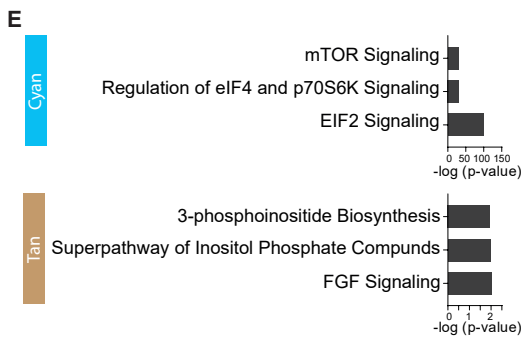 E
Cyan
mTOR Signaling
Regulation of eIF4 and p70S6K Signaling
EIF2 Signaling
0 50 100 150
-log (p-value)
Tan
3-phosphoinositide Biosynthesis
Superpathway of Inositol Phosphate Compunds
FGF Signaling
0 1 2
-log (p-value)